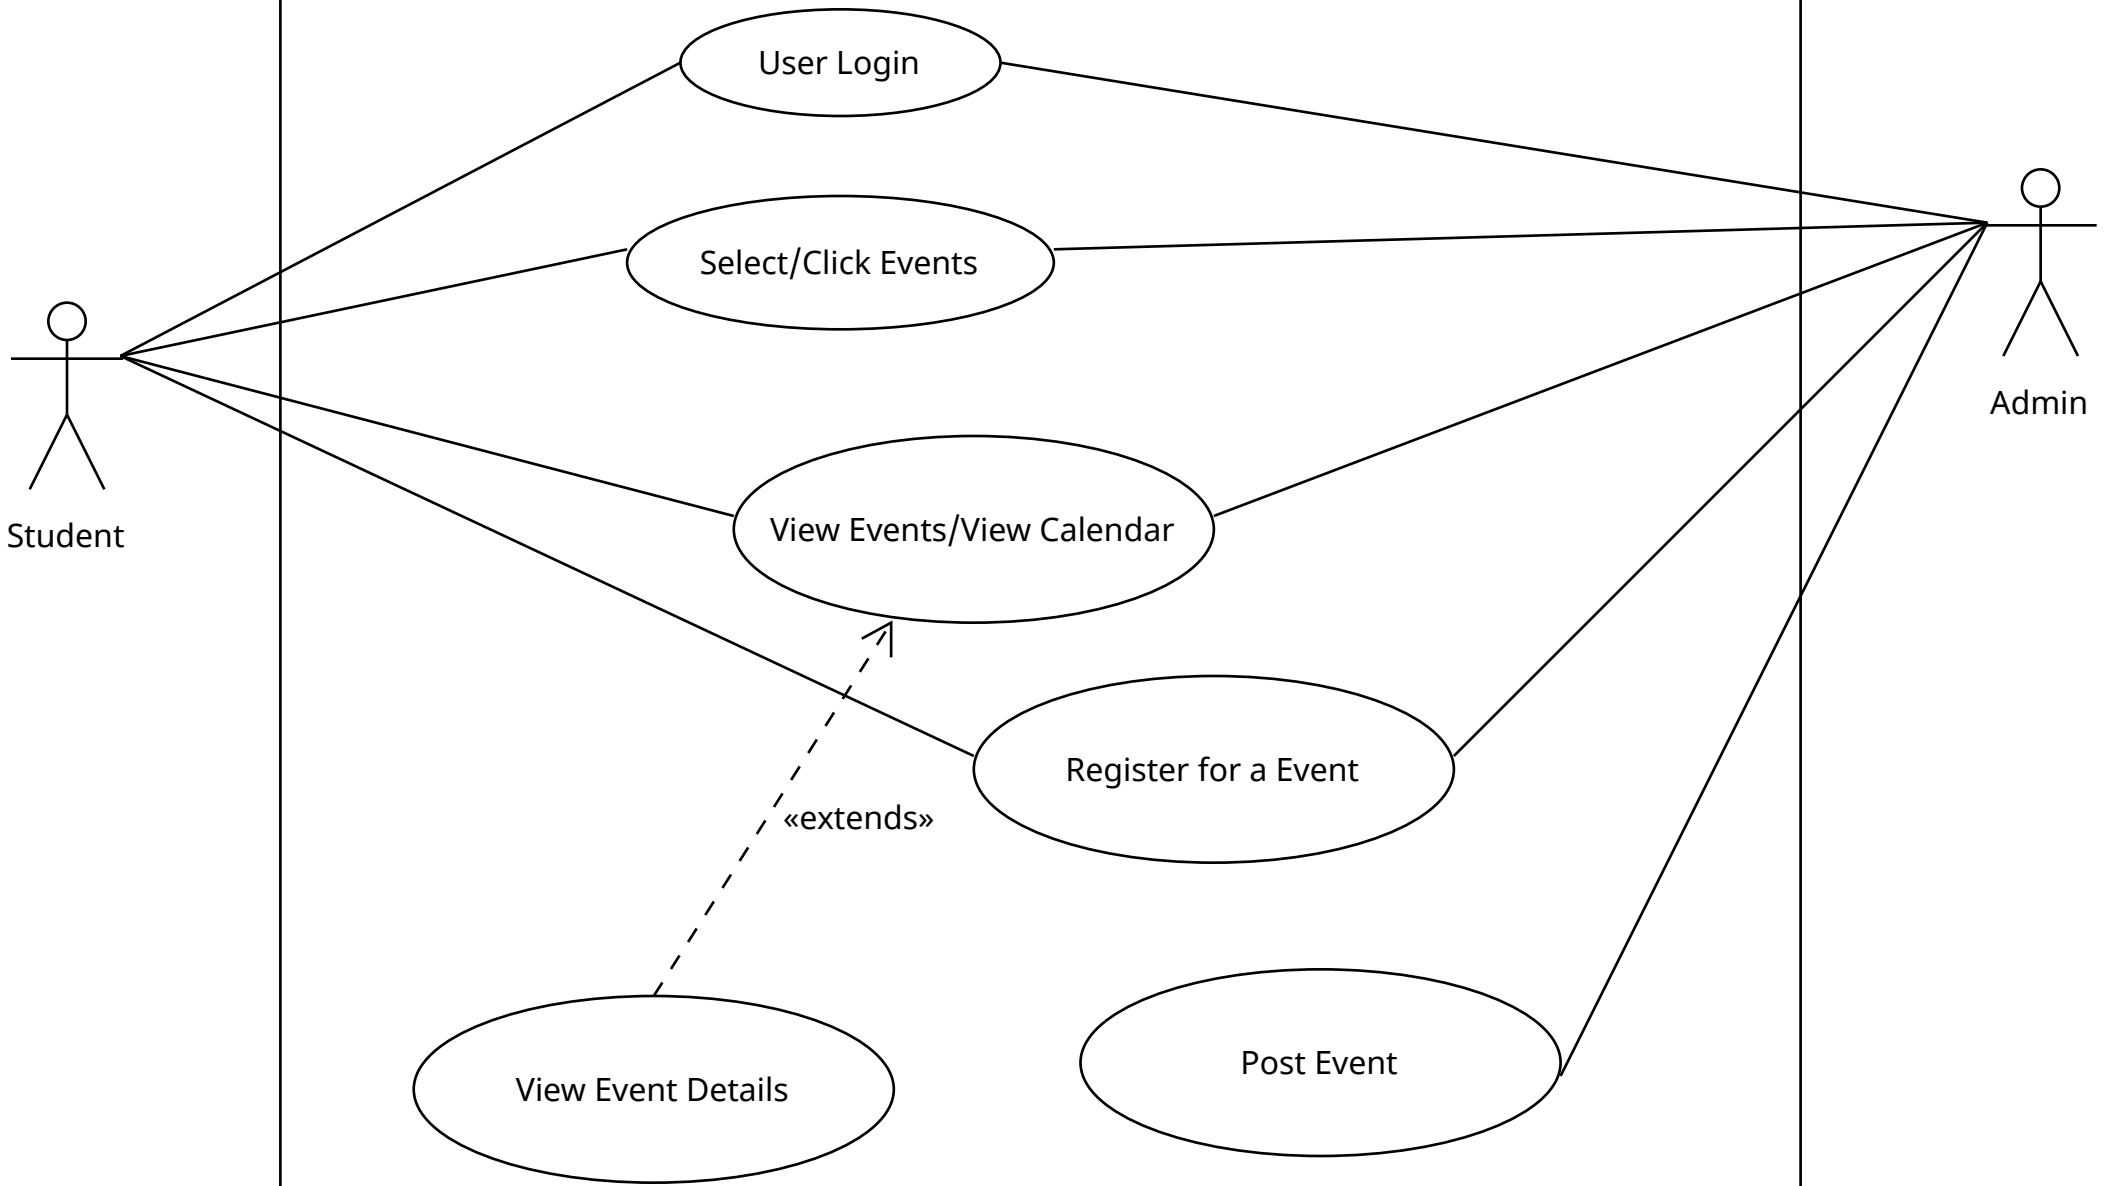 User Login
Select/Click Events
Admin
Student
View Events/View Calendar
Register for a Event
«extends»
View Event Details
Post Event